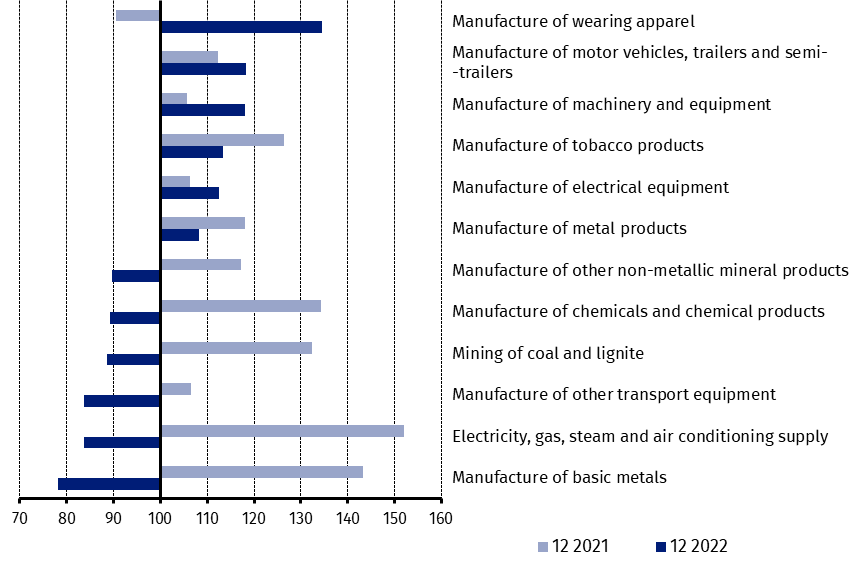 Manufacture of wearing apparel
Manufacture of motor vehicles, trailers and semi-
-trailers
Manufacture of machinery and equipment
Manufacture of tobacco products
Manufacture of electrical equipment
Manufacture of metal products
Manufacture of other non-metallic mineral products
Manufacture of chemicals and chemical products
Mining of coal and lignite
Manufacture of other transport equipment
Electricity, gas, steam and air conditioning supply
Manufacture of basic metals
70 80 90 100 110 120 130 140 150 160
12 2021 12 2022